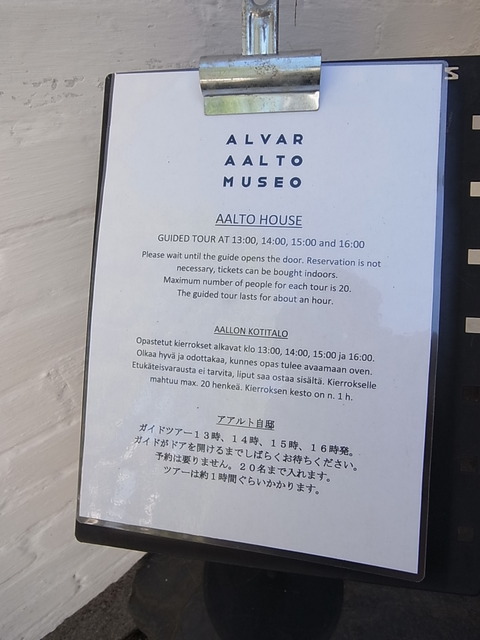 ALVAR
AALTO
MUSEO
AALTO HOUSE
GUIDED TOUR AT 13:00, 14:00, 15:00 and 16:00
Please wait until the guide opens the door. Reservation is not
necessary, tickets can be bought indoors.
Maximum number of people for each tour is 20.
The guided tour lasts for about an hour.
AALLON KOTITALO
Opastetut kierrokset alkavat klo 13:00, 14:00, 15:00 ja 16:00.
Olkaa hyvä ja odottakaa, kunnes opas tulee avaamaan oven.
Etukäteisvarausta ei tarvita, liput saa ostaa sisältä. Kierrokselle
mahtuu max. 20 henkeä. Kierroksen kesto on n. 1 h.
アアルト自邸
ガイドツアー１３時、１４時、１５時、１６時発。
ガイドがドアを開けるまでしばらくお待ちください。
予約は要りません。２０名まで入れます。
ツアーは約１時間ぐらいかかります。
S